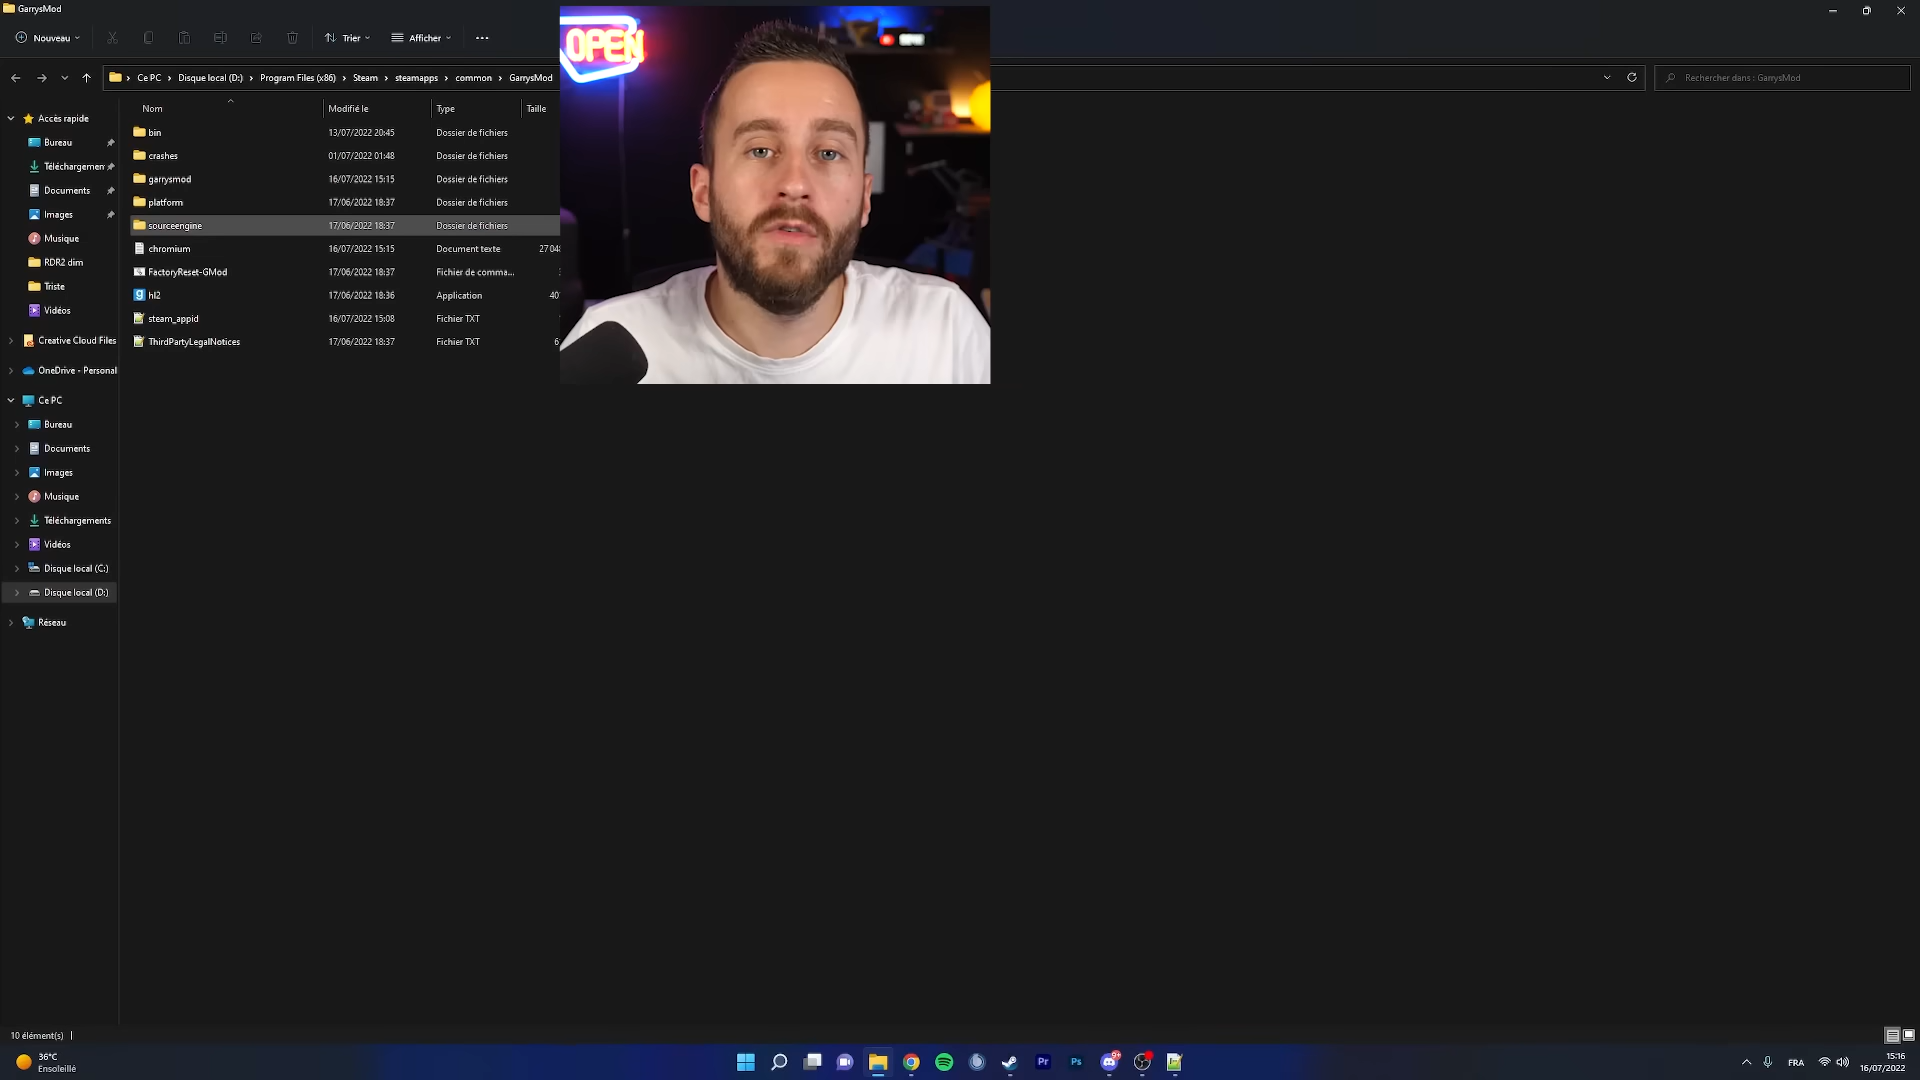 GarrysMod
Nouveau
Trier
Afficher
Ce PC > Disque local (D:) > Program Files (x86) > Steam > steamapps > common > GarrysMod
Rechercher dans : GarrysMod
OPEN
Nom Modifié le Type Taille
bin 13/07/2022 20:45 Dossier de fichiers
crashes 01/07/2022 01:48 Dossier de fichiers
garrysmod 16/07/2022 15:15 Dossier de fichiers
platform 17/06/2022 18:37 Dossier de fichiers
sourceengine 17/06/2022 18:37 Dossier de fichiers
chromium 16/07/2022 15:15 Document texte
FactoryReset-GMod 17/06/2022 18:37 Fichier de comma...
hl2 17/06/2022 18:36 Application
steam_appid 16/07/2022 15:08 Fichier TXT
ThirdPartyLegalNotices 17/06/2022 18:37 Fichier TXT
Accès rapide
Bureau
Téléchargemen
Documents
Images
Musique
RDR2 dim
Triste
Vidéos
Creative Cloud Files
OneDrive - Personal
Ce PC
Bureau
Documents
Images
Musique
Téléchargements
Vidéos
Disque local (C:)
Disque local (D:)
Réseau
10 élément(s)
36°C
Ensoleillé
Pr
Ps
9+
FRA
15:16
16/07/2022